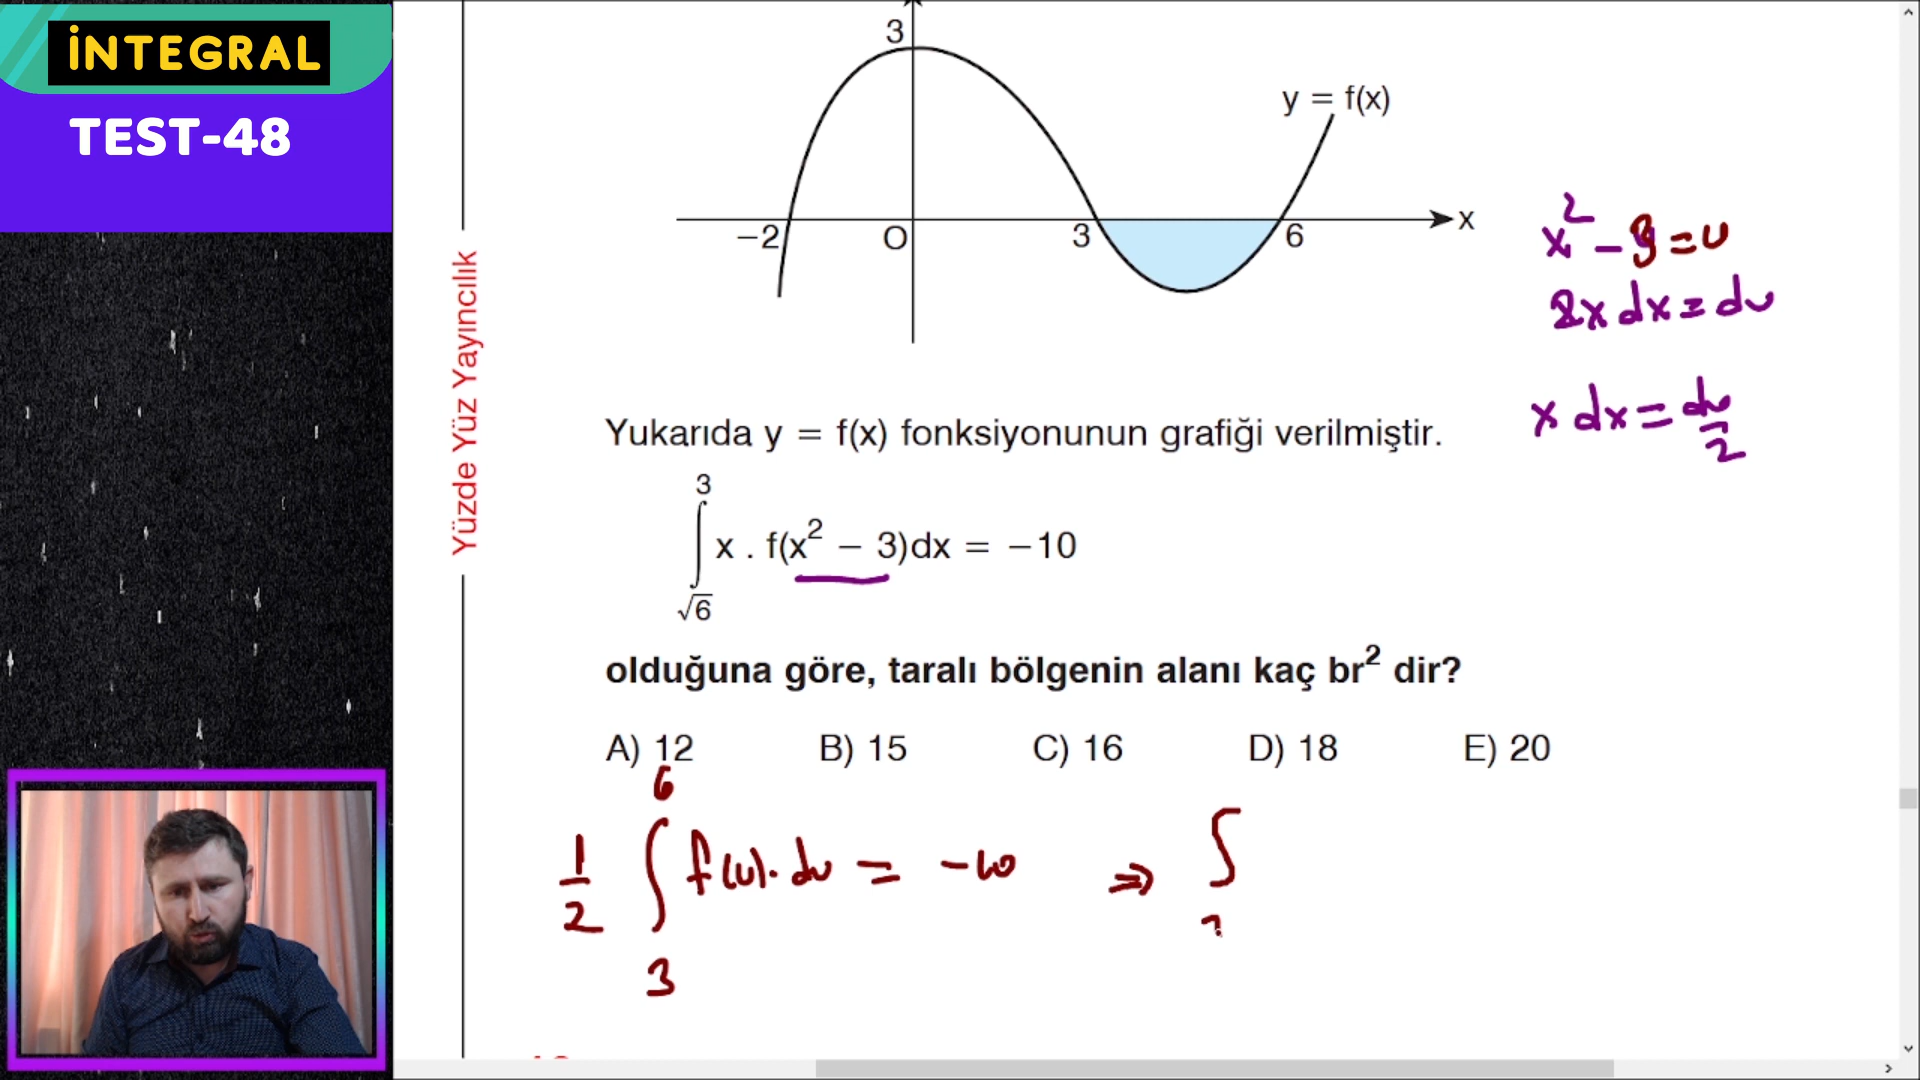 İNTEGRAL
TEST-48
Yüzde Yüz Yayıncılık
3
y = f(x)
−2 O 3 6 x
x² − 3 = u
2x dx = du
x dx = du/2
Yukarıda y = f(x) fonksiyonunun grafiği verilmiştir.
3
∫ x . f(x² − 3)dx = −10
√6
olduğuna göre, taralı bölgenin alanı kaç br² dir?
A) 12 B) 15 C) 16 D) 18 E) 20
6
1/2 ∫ f(u). du = −10 ⇒ ∫
3